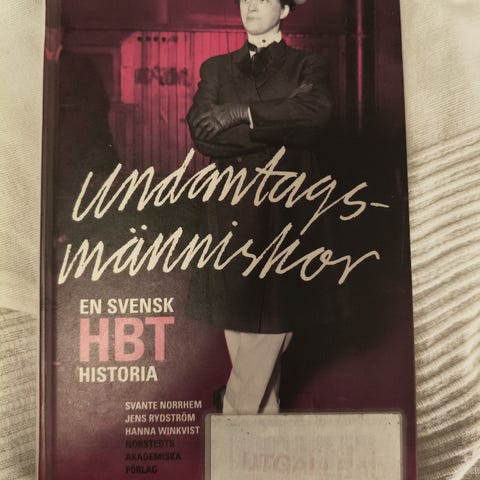 undantags-
människor
EN SVENSK
HBT
HISTORIA
SVANTE NORRHEM
JENS RYDSTRÖM
HANNA WINKVIST
NORSTEDTS
AKADEMISKA
FÖRLAG